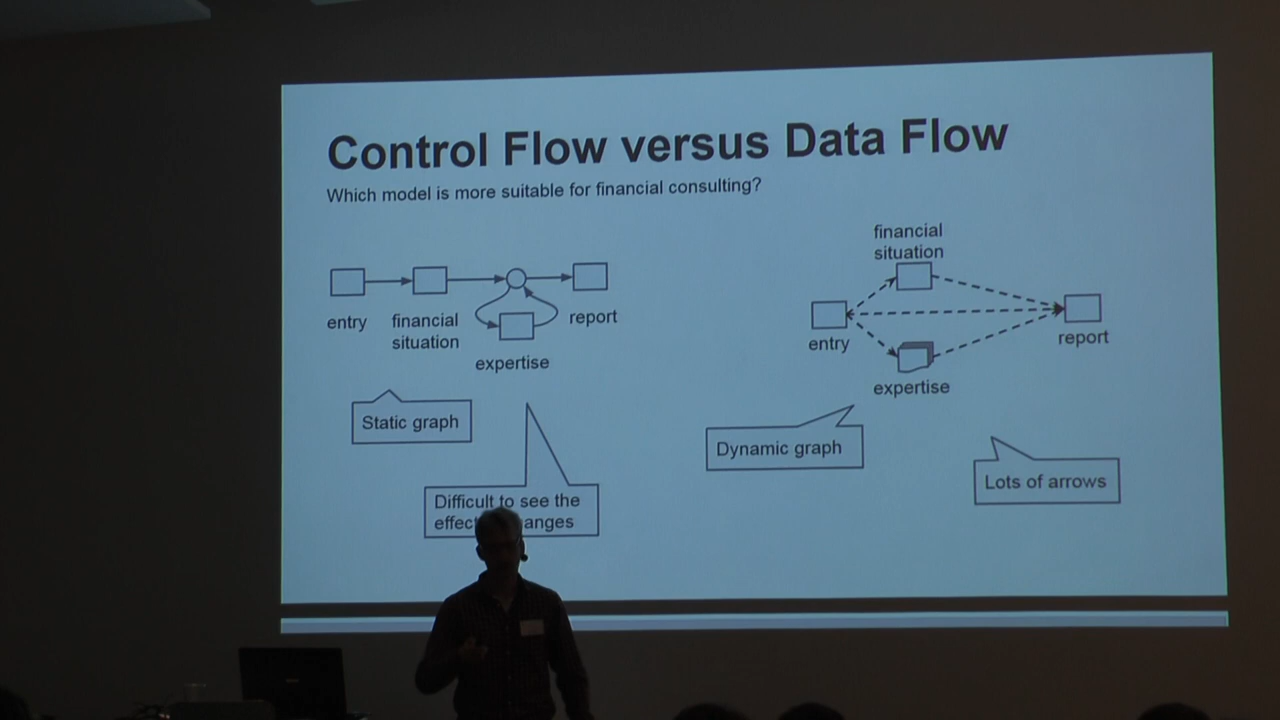 Control Flow versus Data Flow
Which model is more suitable for financial consulting?
entry
financial
situation
expertise
report
Static graph
Difficult to see the
effec anges
financial
situation
entry
expertise
report
Dynamic graph
Lots of arrows